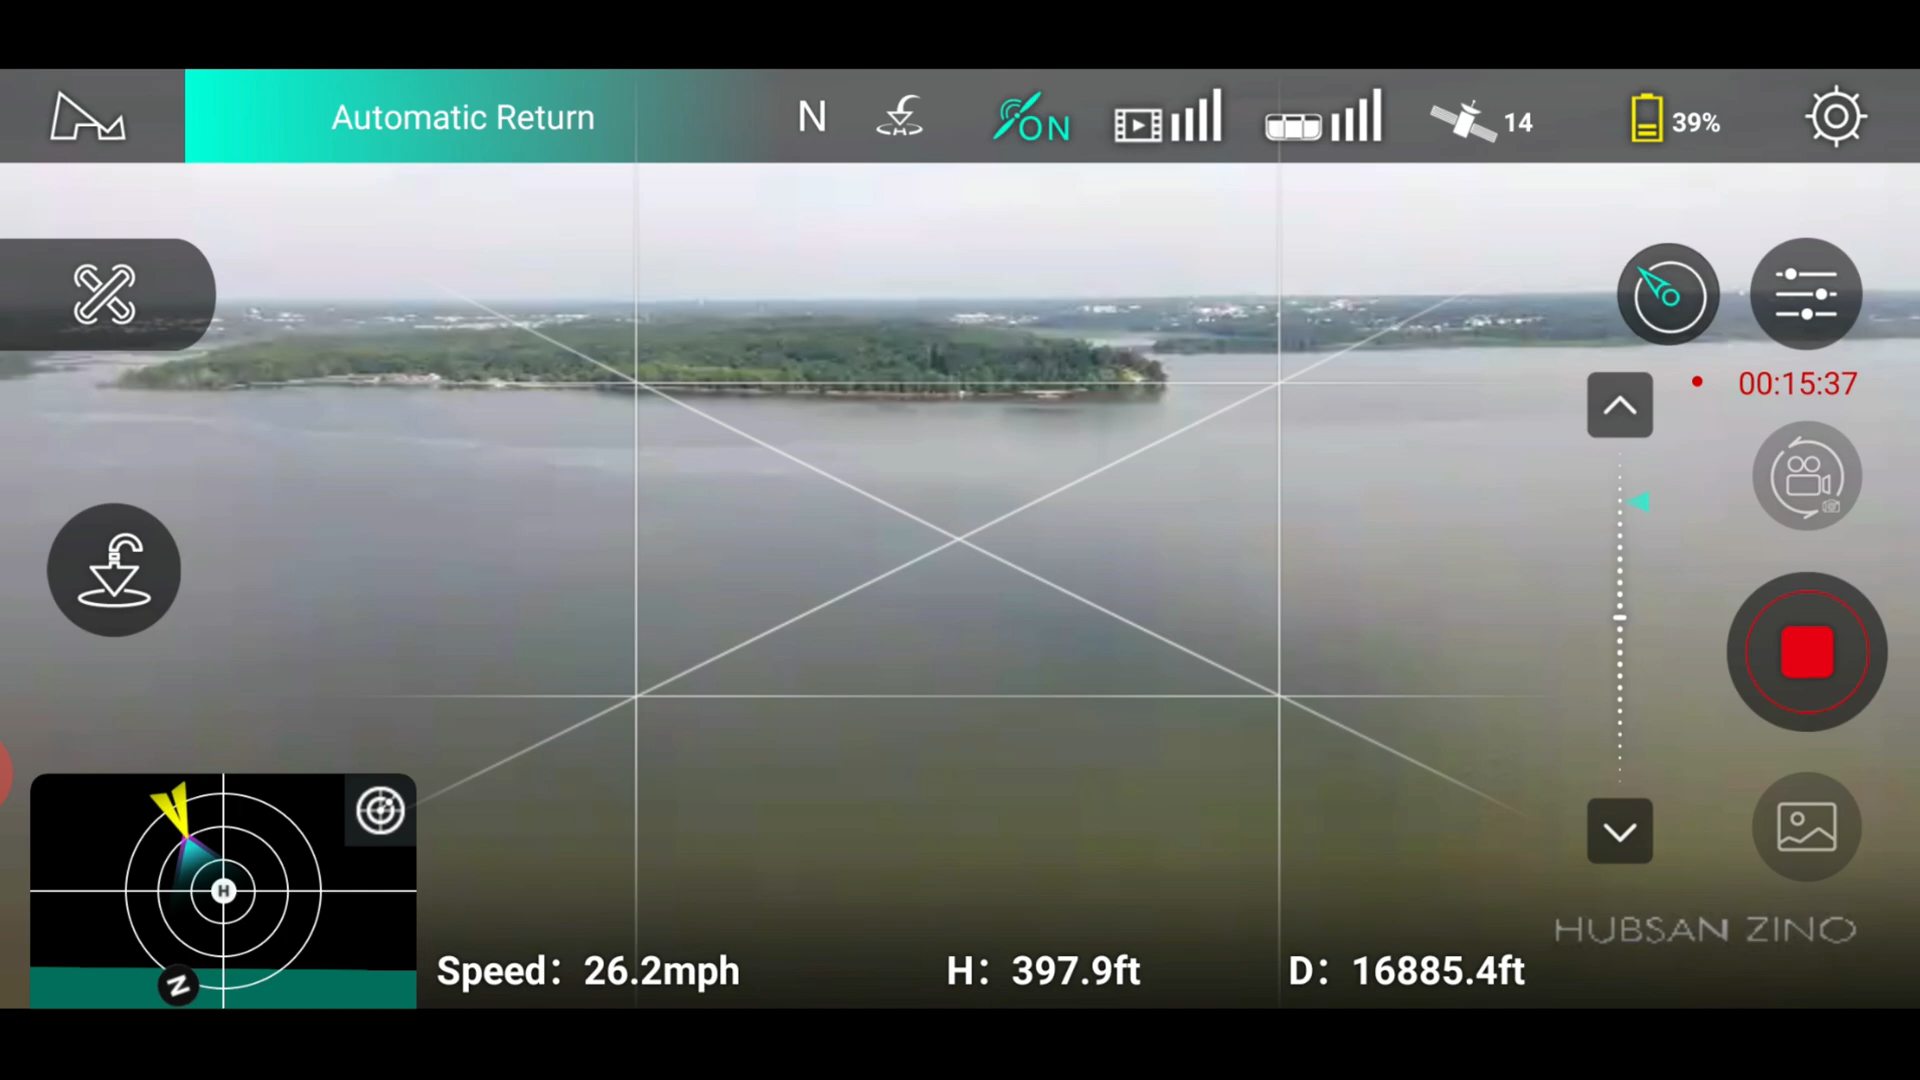 Automatic Return N H ON 14 39%
00:15:37
H
N
HUBSAN ZINO
Speed: 26.2mph H: 397.9ft D: 16885.4ft